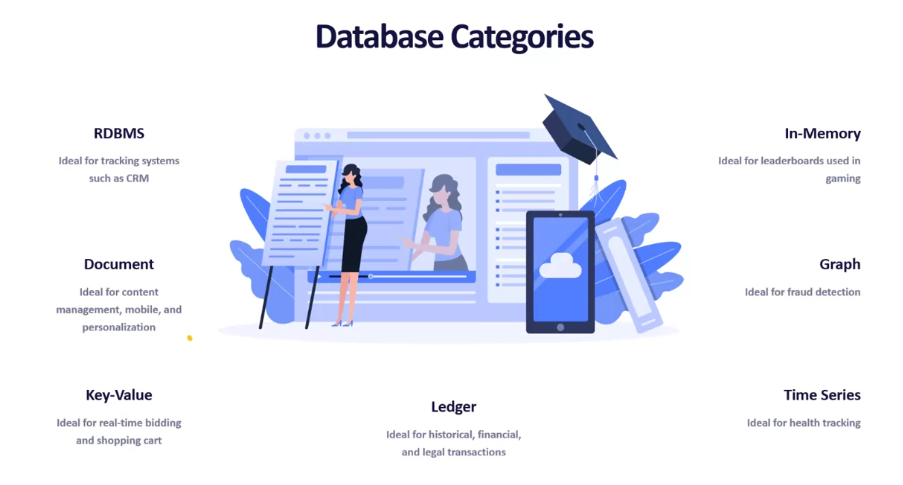 Database Categories
RDBMS
Ideal for tracking systems
such as CRM
Document
Ideal for content
management, mobile, and
personalization
Key-Value
Ideal for real-time bidding
and shopping cart
Ledger
Ideal for historical, financial,
and legal transactions
In-Memory
Ideal for leaderboards used in
gaming
Graph
Ideal for fraud detection
Time Series
Ideal for health tracking